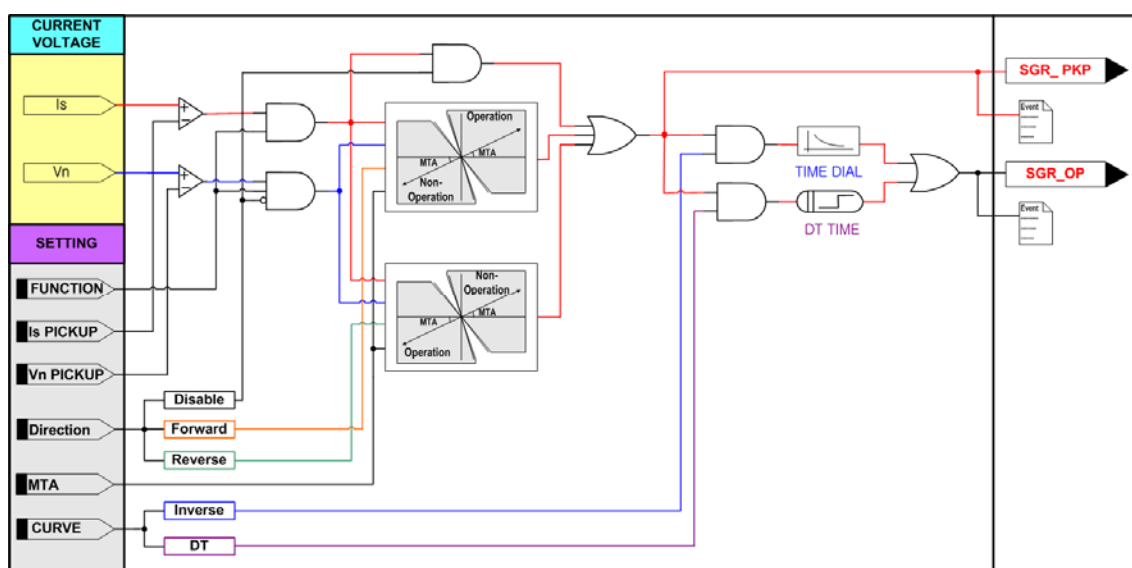 CURRENT
VOLTAGE
Is
Vn
SETTING
FUNCTION
Is PICKUP
Vn PICKUP
Direction
MTA
CURVE
+
−
+
−
Disable
Forward
Reverse
Inverse
DT
Operation
MTA
MTA
Non-
Operation
Non-
Operation
MTA
MTA
Operation
TIME DIAL
DT TIME
SGR_ PKP
Event
SGR_OP
Event